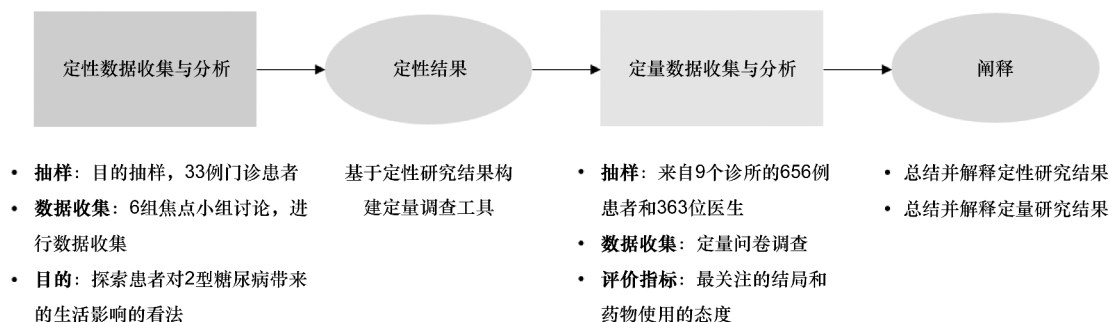 定性数据收集与分析
定性结果
定量数据收集与分析
阐释
• 抽样：目的抽样，33例门诊患者
• 数据收集：6组焦点小组讨论，进
行数据收集
• 目的：探索患者对2型糖尿病带来
的生活影响的看法
基于定性研究结果构
建定量调查工具
• 抽样：来自9个诊所的656例
患者和363位医生
• 数据收集：定量问卷调查
• 评价指标：最关注的结局和
药物使用的态度
• 总结并解释定性研究结果
• 总结并解释定量研究结果